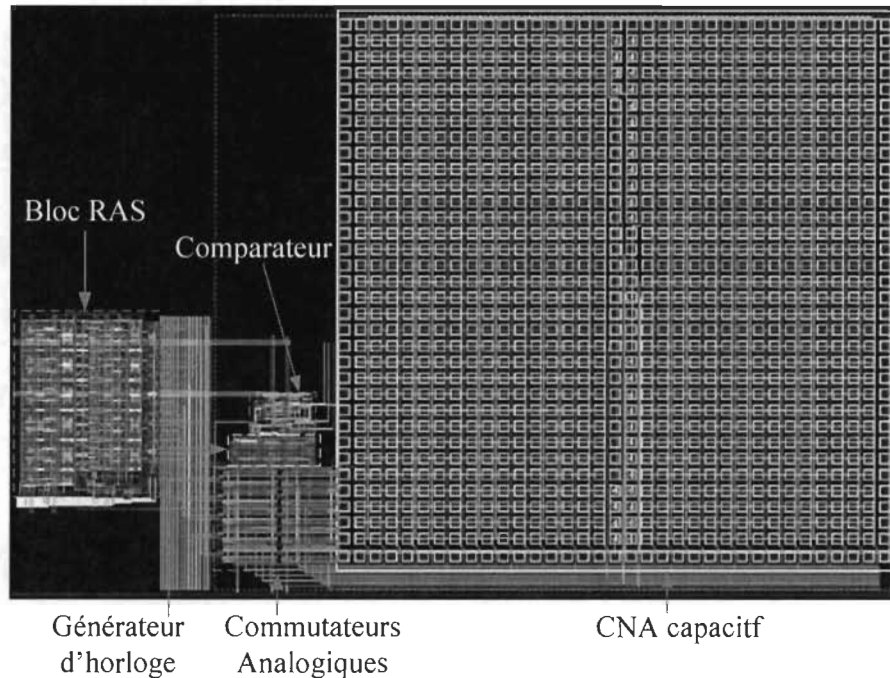 Bloc RAS
Comparateur
Générateur
d'horloge
Commutateurs
Analogiques
CNA capacitf